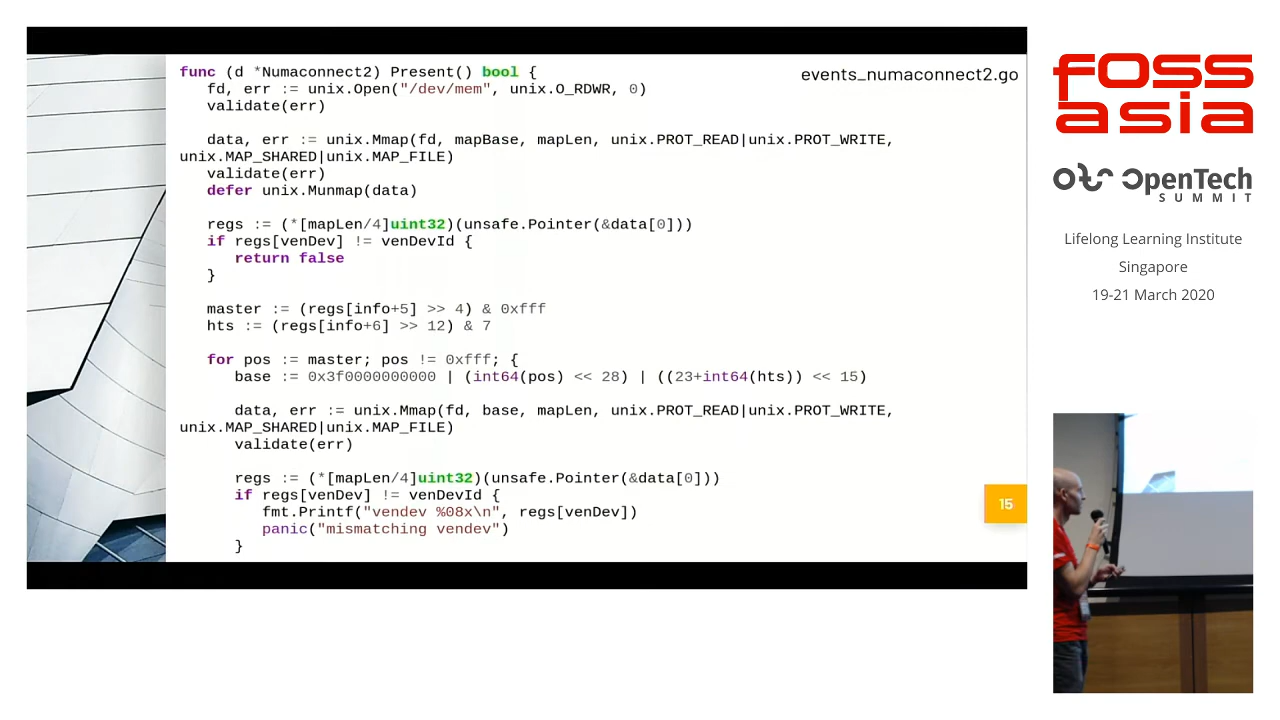 func (d *Numaconnect2) Present() bool {
events_numaconnect2.go
fd, err := unix.Open("/dev/mem", unix.O_RDWR, 0)
validate(err)
data, err := unix.Mmap(fd, mapBase, mapLen, unix.PROT_READ|unix.PROT_WRITE,
unix.MAP_SHARED|unix.MAP_FILE)
validate(err)
defer unix.Munmap(data)
regs := (*[mapLen/4]uint32)(unsafe.Pointer(&data[0]))
if regs[venDev] != venDevId {
return false
}
master := (regs[info+5] >> 4) & 0xfff
hts := (regs[info+6] >> 12) & 7
for pos := master; pos != 0xfff; {
base := 0x3f0000000000 | (int64(pos) << 28) | ((23+int64(hts)) << 15)
data, err := unix.Mmap(fd, base, mapLen, unix.PROT_READ|unix.PROT_WRITE,
unix.MAP_SHARED|unix.MAP_FILE)
validate(err)
regs := (*[mapLen/4]uint32)(unsafe.Pointer(&data[0]))
if regs[venDev] != venDevId {
fmt.Printf("vendev %08x\n", regs[venDev])
panic("mismatching vendev")
}
15
FOSS
asia
OpenTech
SUMMIT
Lifelong Learning Institute
Singapore
19-21 March 2020